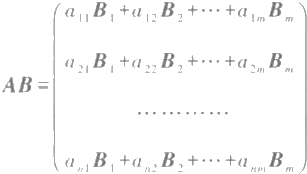 a₁₁B₁+a₁₂B₂+⋯+a₁ₘBₘ
a₂₁B₁+a₂₂B₂+⋯+a₂ₘBₘ
AB=
…………
aₙ₁B₁+aₙ₂B₂+⋯+aₙₘBₘ